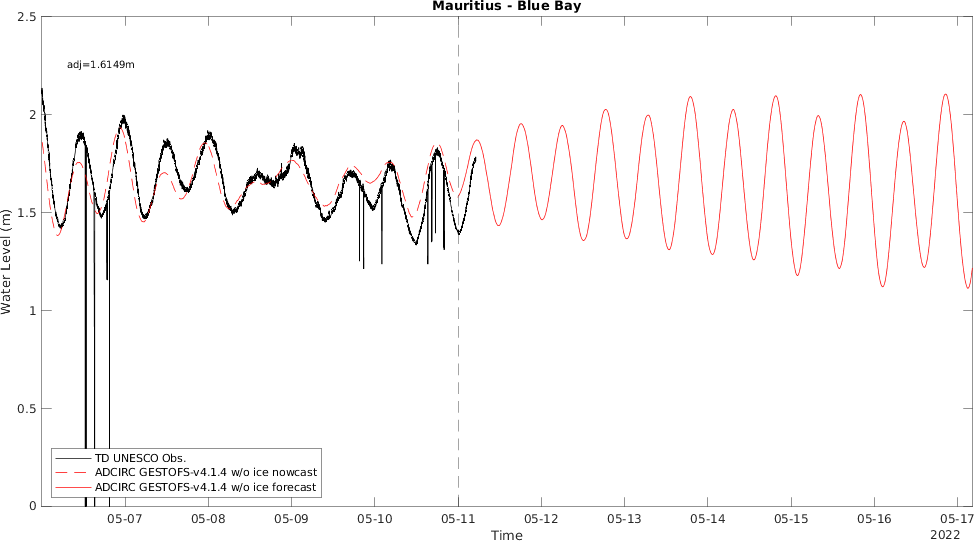 Mauritius - Blue Bay
2.5
adj=1.6149m
2
1.5
Water Level (m)
1
0.5
TD UNESCO Obs.
ADCIRC GESTOFS-v4.1.4 w/o ice nowcast
ADCIRC GESTOFS-v4.1.4 w/o ice forecast
0
05-07 05-08 05-09 05-10 05-11 05-12 05-13 05-14 05-15 05-16 05-17
Time
2022